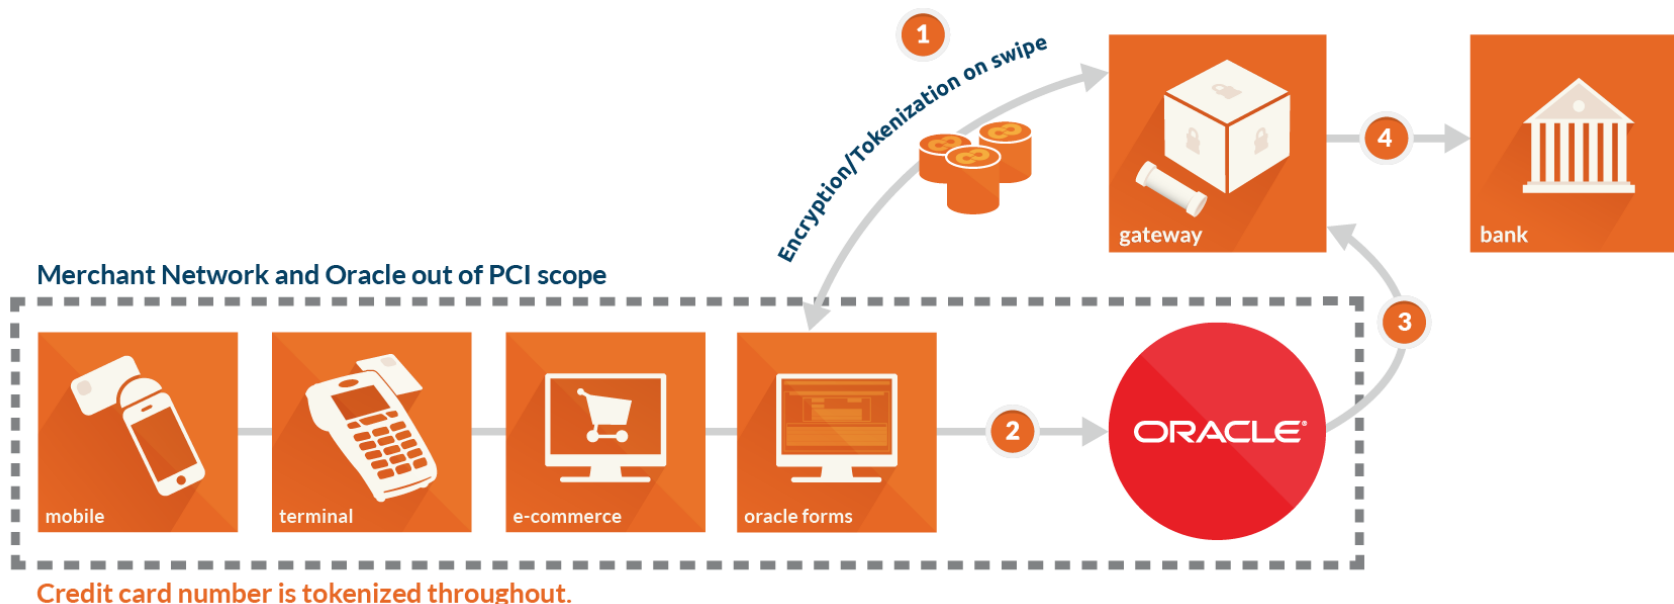 1
Encryption/Tokenization on swipe
gateway
4
bank
Merchant Network and Oracle out of PCI scope
3
mobile
terminal
e-commerce
oracle forms
2
ORACLE®
Credit card number is tokenized throughout.